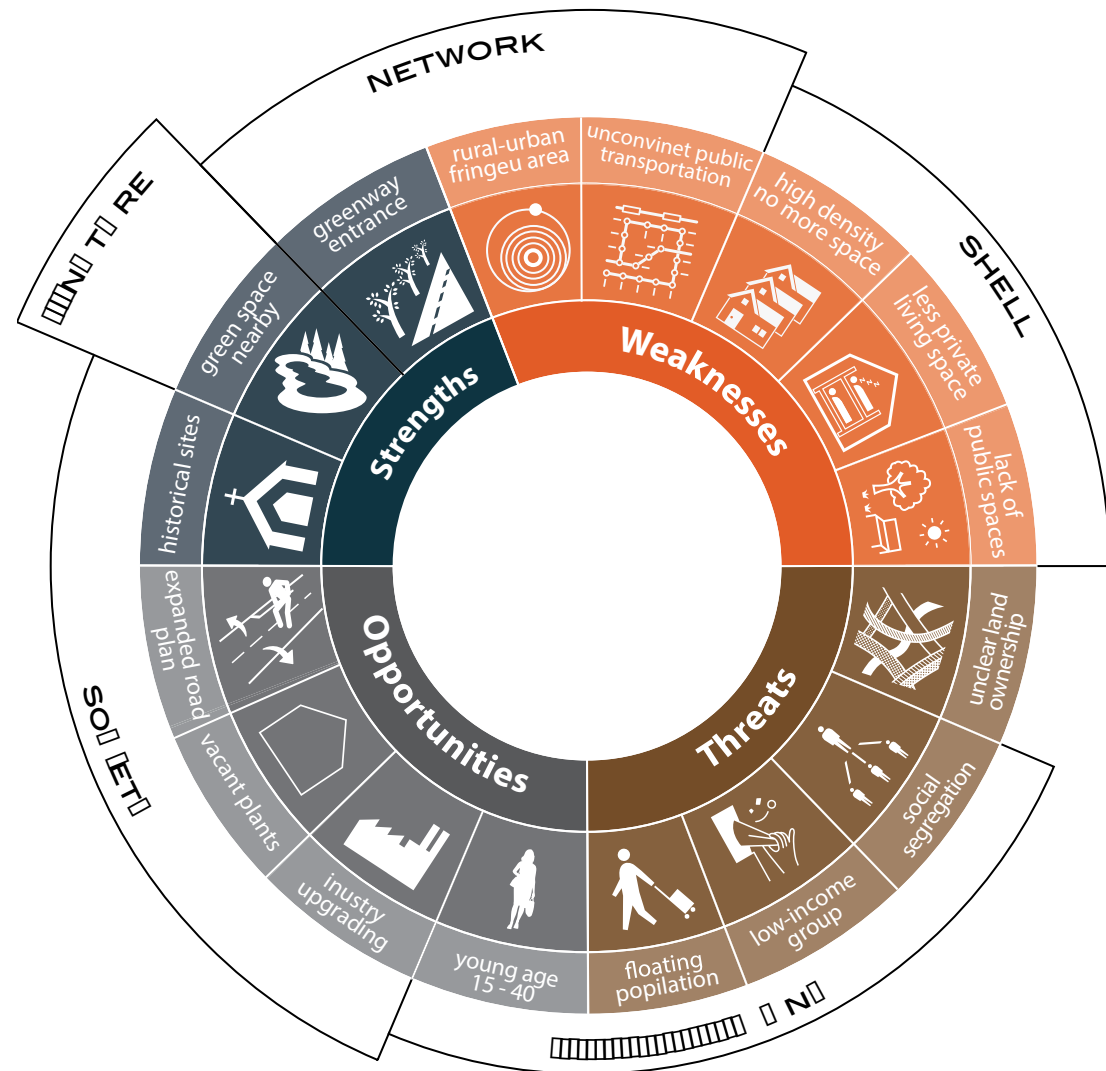 NETWORK
SHELL
rural-urban
fringeu area
unconvinet public
transportation
high density
no more space
less private
living space
lack of
public spaces
greenway
entrance
green space
nearby
historical sites
Strengths
Weaknesses
Opportunities
Threats
expanded road
plan
vacant plants
inustry
upgrading
young age
15 - 40
floating
popilation
low-income
group
social
segregation
unclear land
ownership
z z z